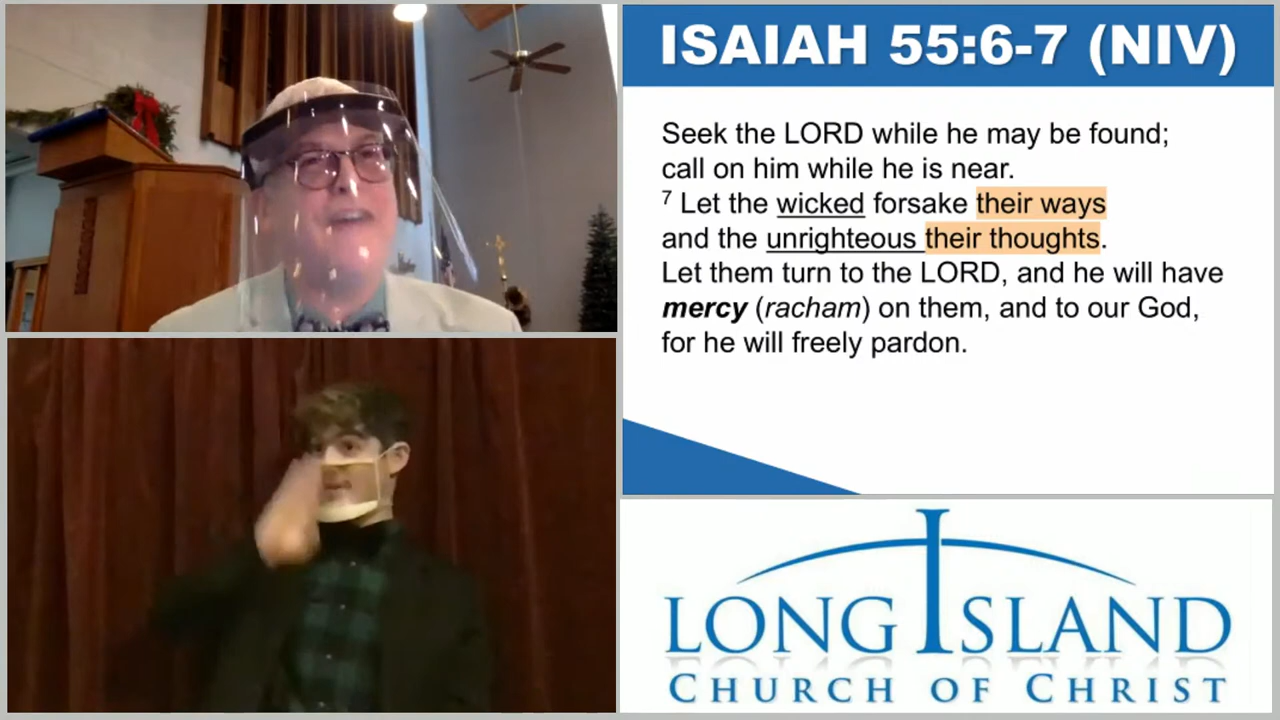 ISAIAH 55:6-7 (NIV)
Seek the LORD while he may be found;
call on him while he is near.
⁷ Let the wicked forsake their ways
and the unrighteous their thoughts.
Let them turn to the LORD, and he will have
mercy (racham) on them, and to our God,
for he will freely pardon.
LONG ISLAND
CHURCH OF CHRIST